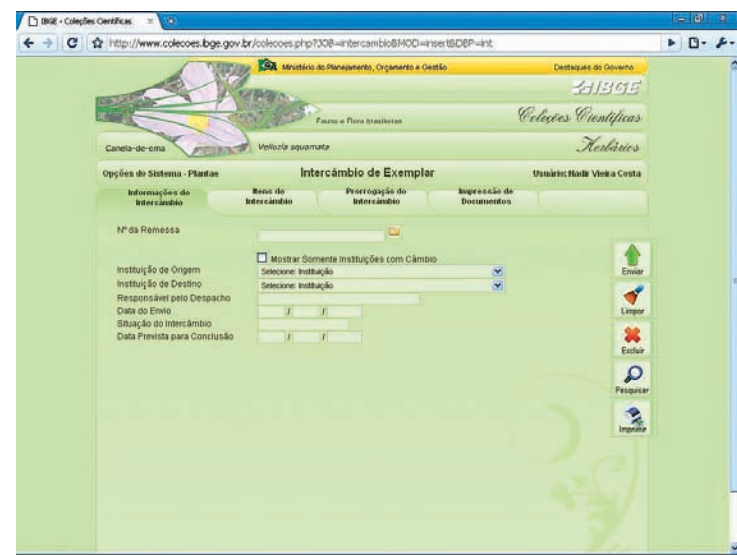 IBGE - Coleções Científicas
http://www.colecoes.ibge.gov.br/colecoes.php?JOB=intercambio&MOD=insert&DBP=int
Ministério do Planejamento, Orçamento e Gestão
Destaques do Governo
IBGE
Fauna e Flora brasileiras
Coleções Científicas
Canela-de-ema
Vellozia squamata
Herbários
Opções do Sistema - Plantae
Intercâmbio de Exemplar
Usuário: Nadir Vieira Costa
Informações do Intercâmbio
Itens do Intercâmbio
Prorrogação do Intercâmbio
Impressão de Documentos
Nº da Remessa
Mostrar Somente Instituições com Câmbio
Instituição de Origem
Selecione: Instituição
Instituição de Destino
Selecione: Instituição
Responsável pelo Despacho
Data do Envio / /
Situação do Intercâmbio
Data Prevista para Conclusão / /
Enviar
Limpar
Excluir
Pesquisar
Imprimir